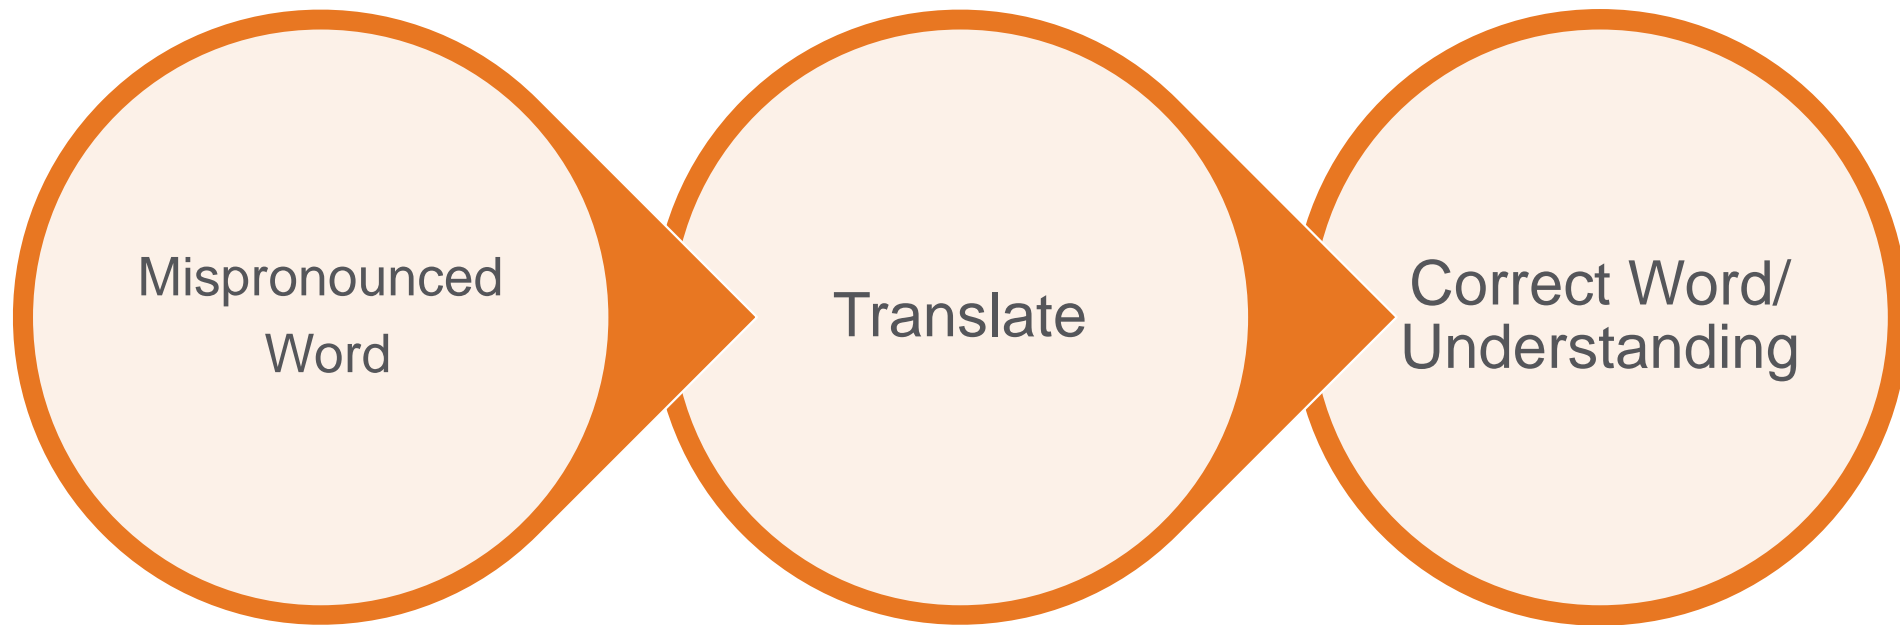 Mispronounced
Word
Translate
Correct Word/
Understanding